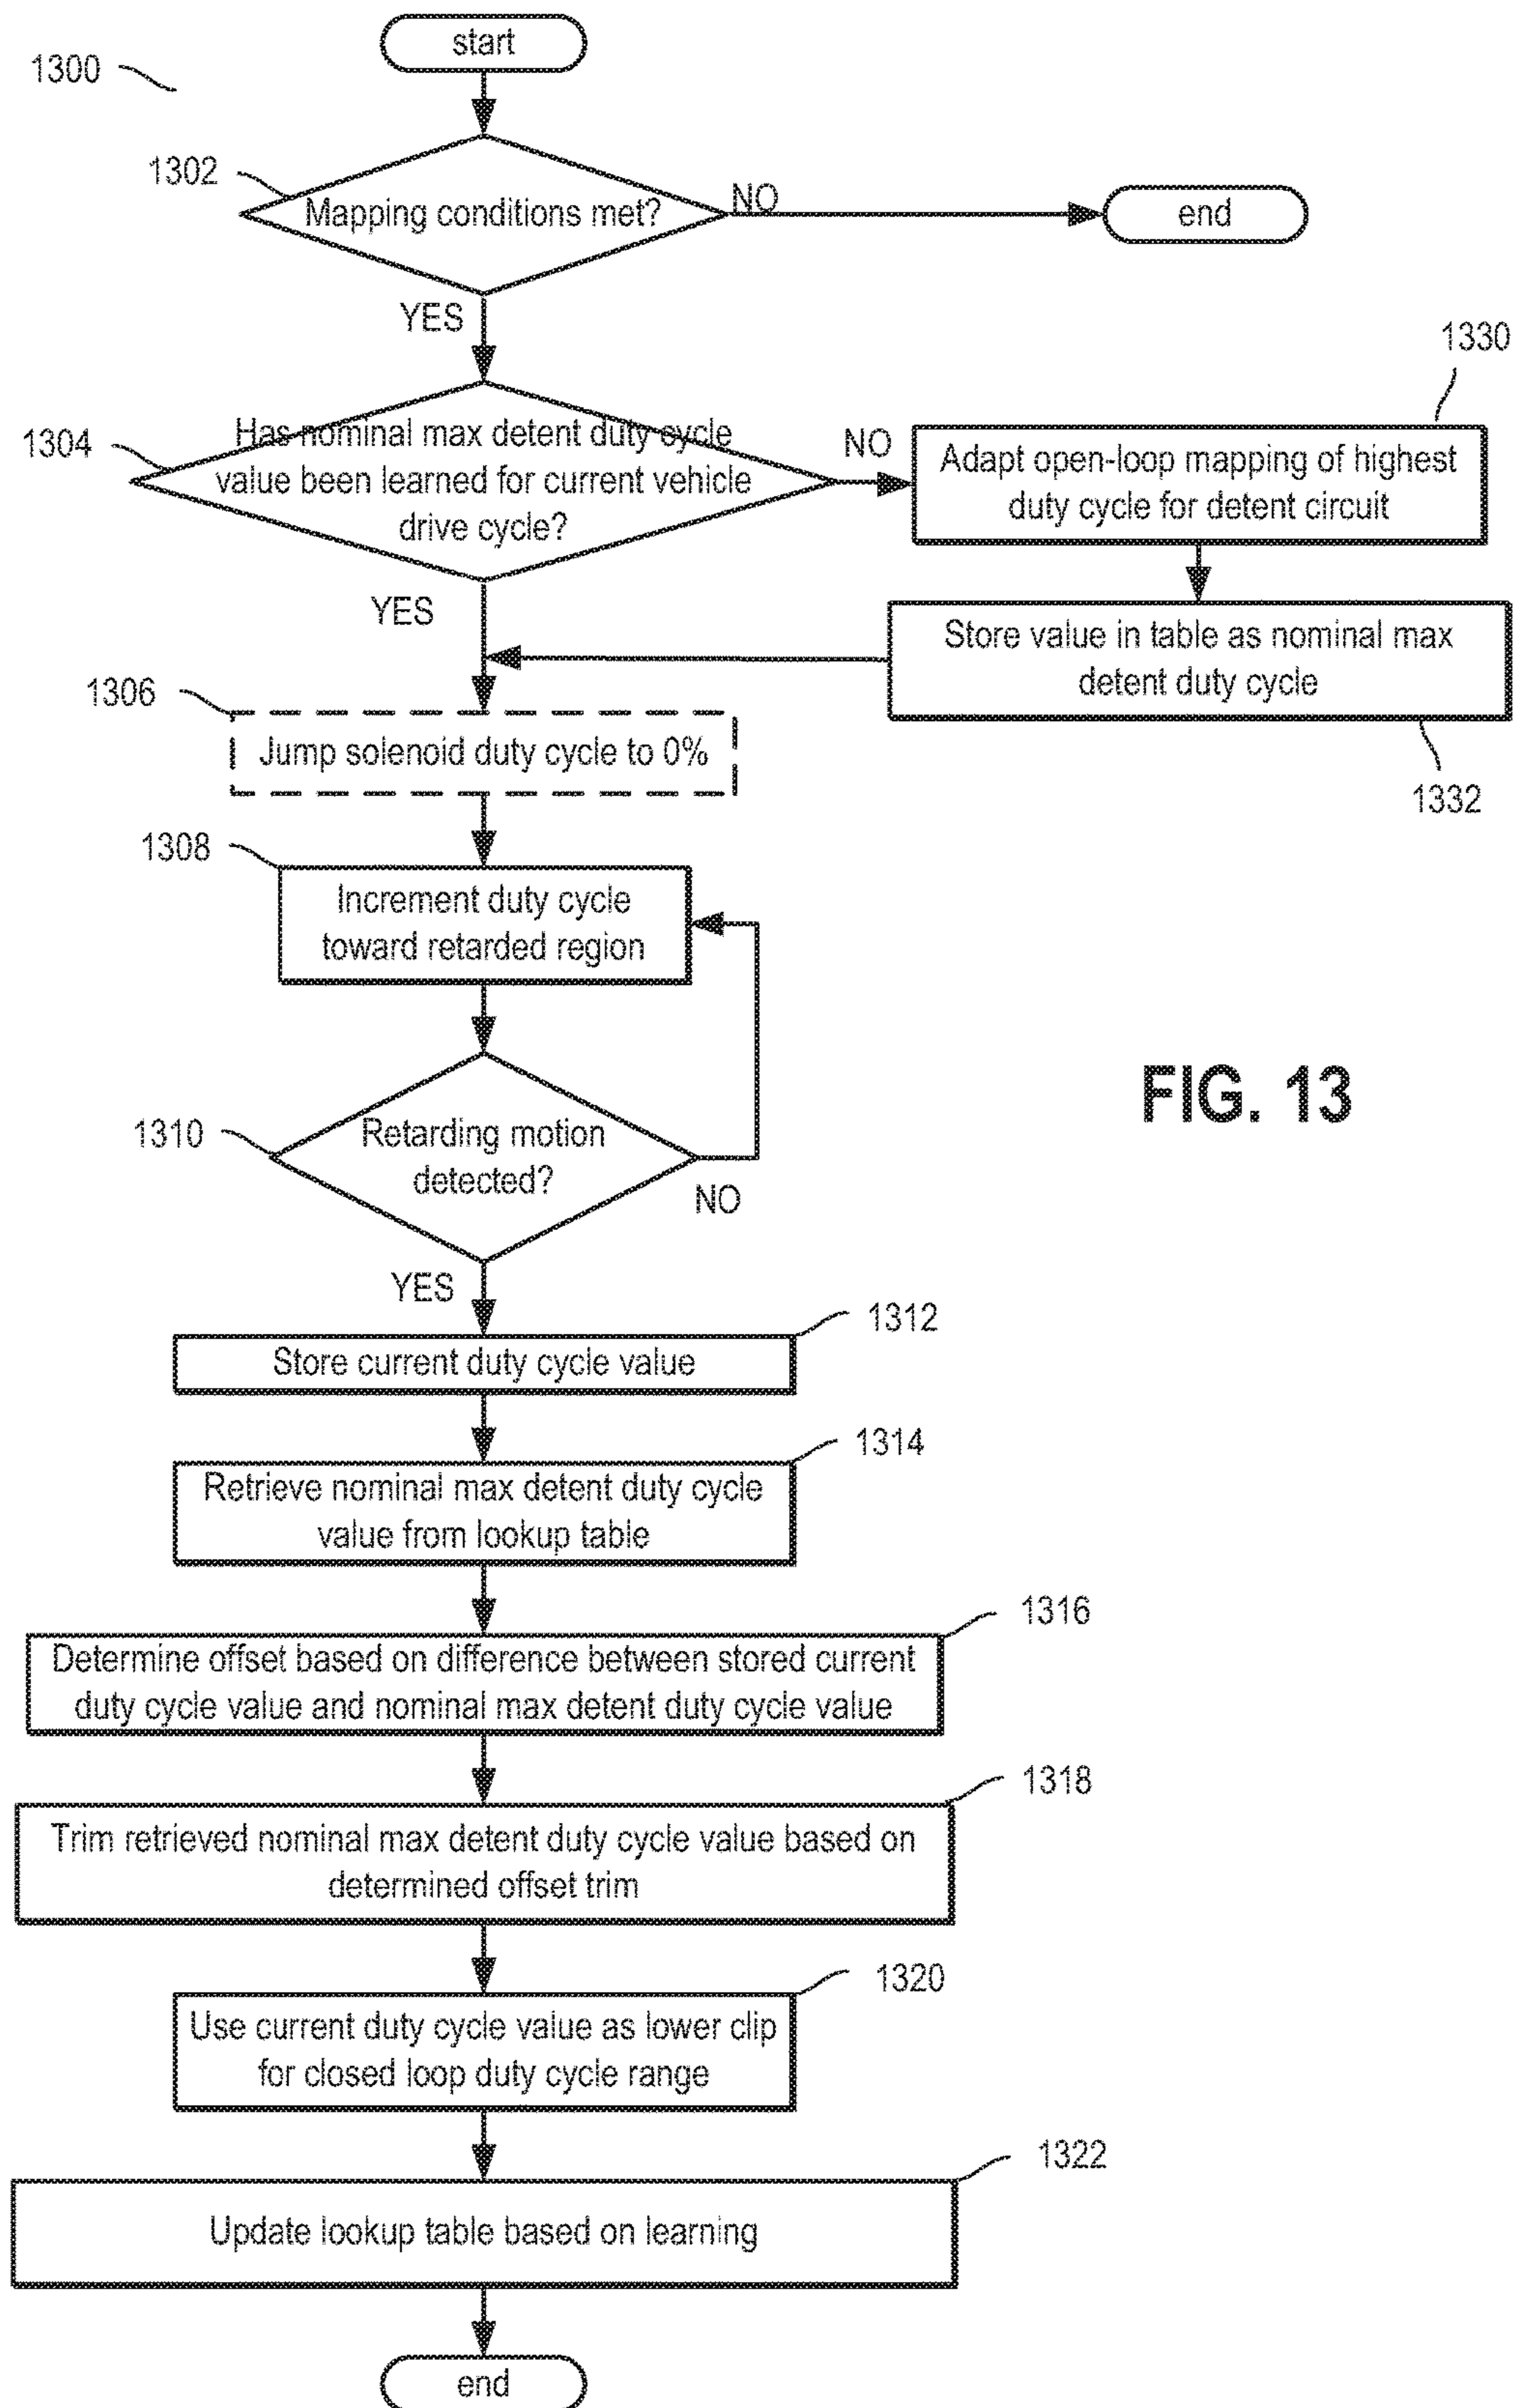 start
1300
1302
Mapping conditions met?
NO
end
YES
1330
1304
Has nominal max detent duty cycle
value been learned for current vehicle
drive cycle?
NO
Adapt open-loop mapping of highest
duty cycle for detent circuit
YES
Store value in table as nominal max
detent duty cycle
1332
1306
Jump solenoid duty cycle to 0%
1308
Increment duty cycle
toward retarded region
FIG. 13
1310
Retarding motion
detected?
NO
YES
1312
Store current duty cycle value
1314
Retrieve nominal max detent duty cycle
value from lookup table
1316
Determine offset based on difference between stored current
duty cycle value and nominal max detent duty cycle value
1318
Trim retrieved nominal max detent duty cycle value based on
determined offset trim
1320
Use current duty cycle value as lower clip
for closed loop duty cycle range
1322
Update lookup table based on learning
end